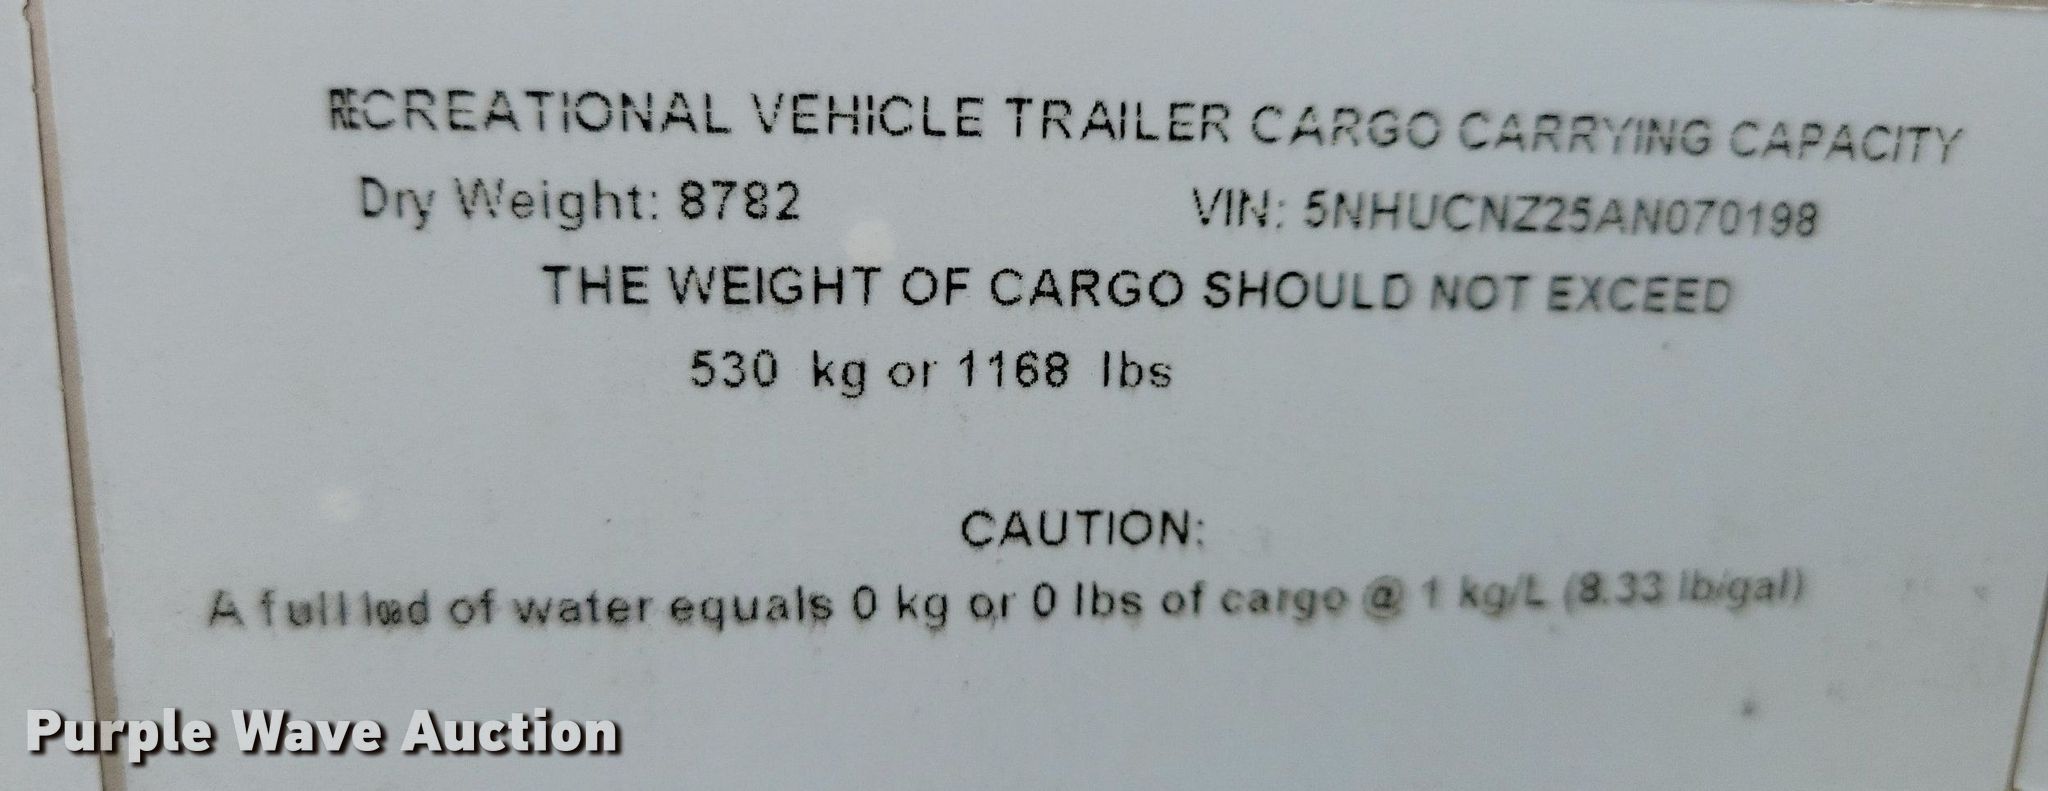 RECREATIONAL VEHICLE TRAILER CARGO CARRYING CAPACITY
Dry Weight: 8782 VIN: 5NHUCNZ25AN070198
THE WEIGHT OF CARGO SHOULD NOT EXCEED
530 kg or 1168 lbs
CAUTION:
A full load of water equals 0 kg or 0 lbs of cargo @ 1 kg/L (8.33 lb/gal)
Purple Wave Auction